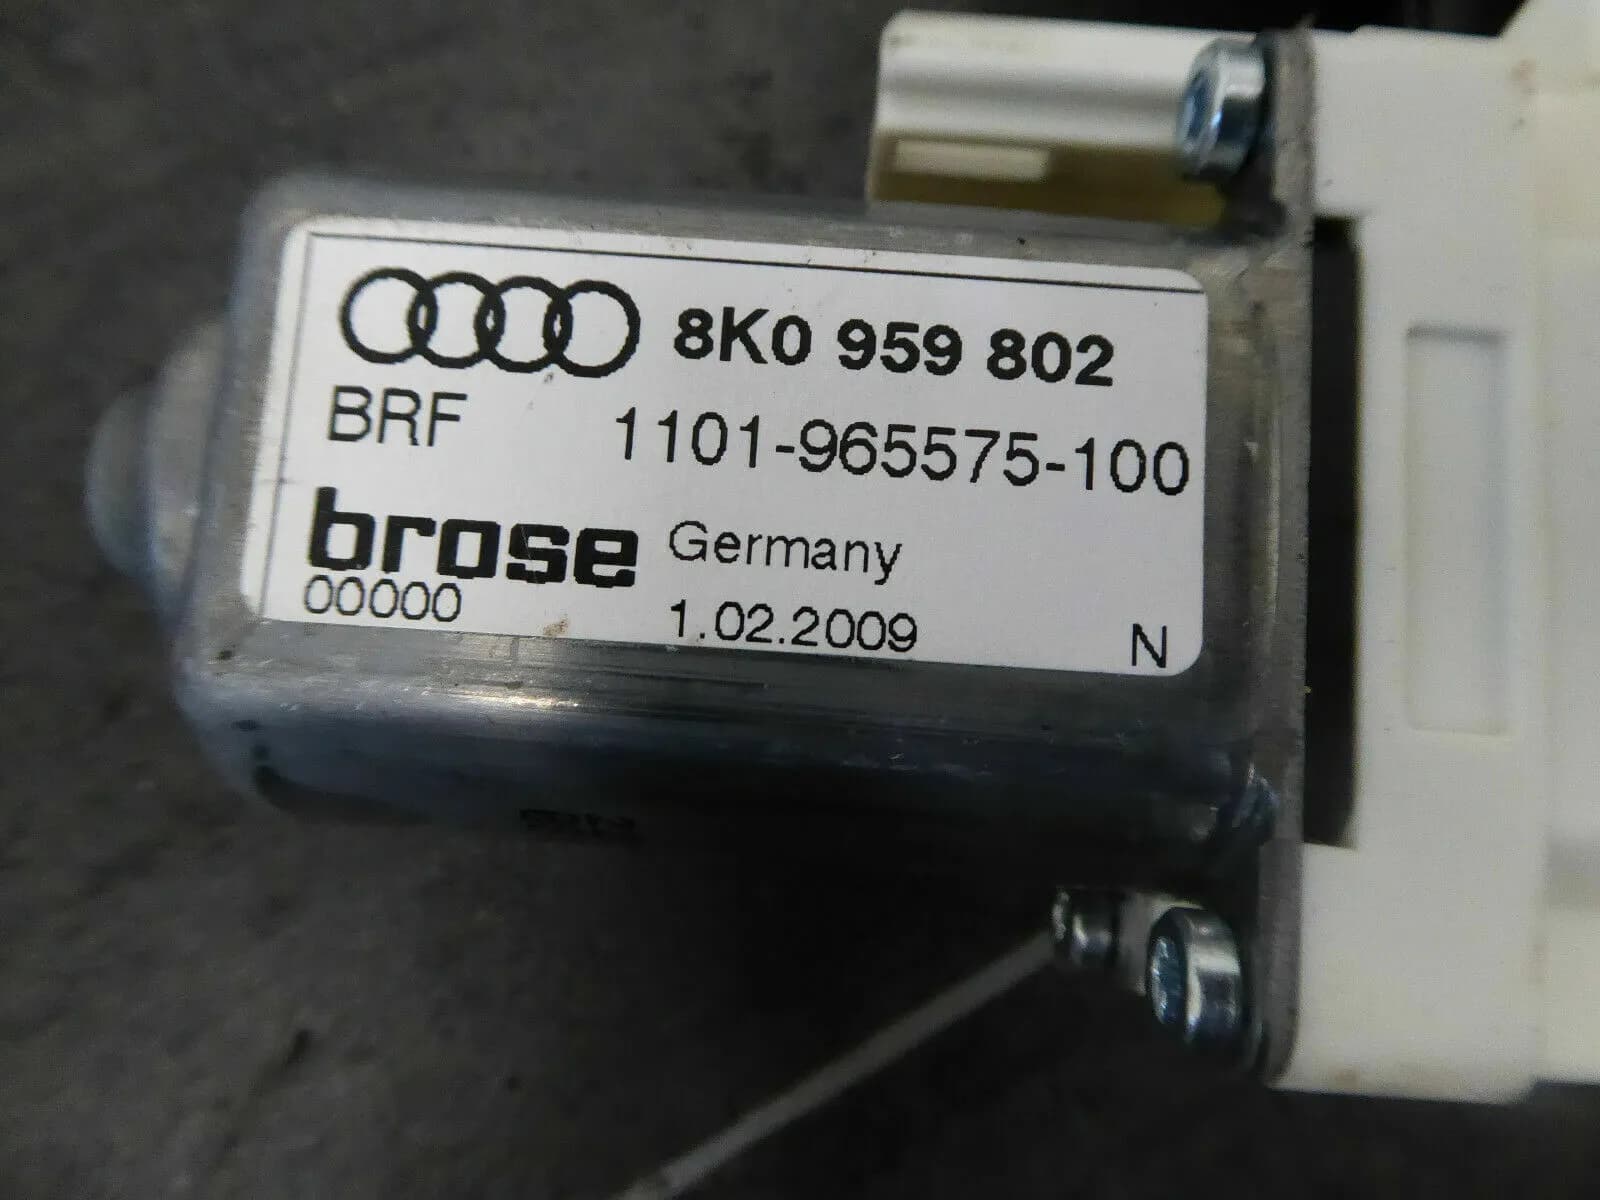 8K0 959 802
BRF 1101-965575-100
brose Germany
00000 1.02.2009 N